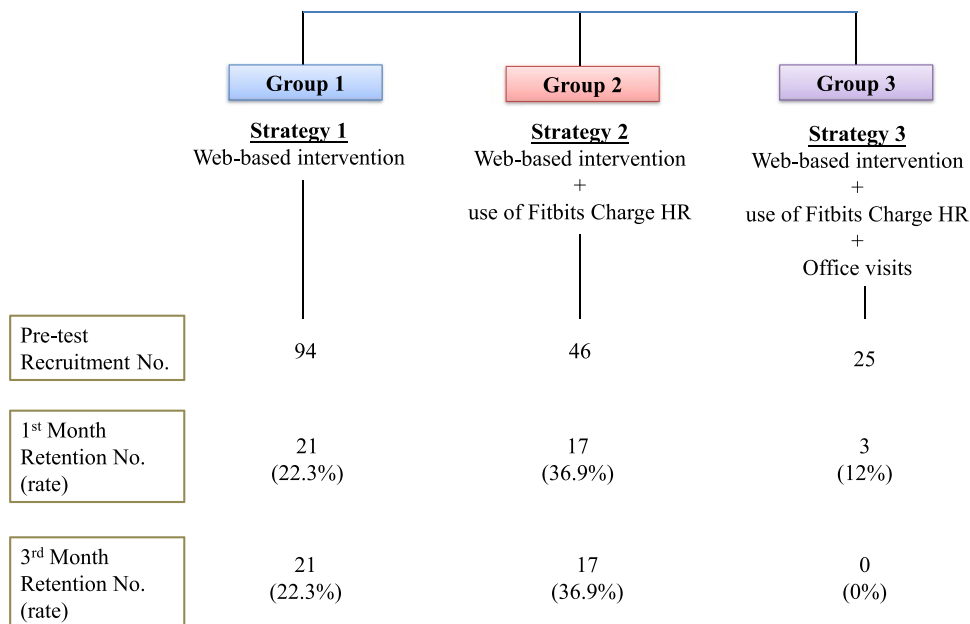 Group 1
Group 2
Group 3
Strategy 1
Web-based intervention
Strategy 2
Web-based intervention
+
use of Fitbits Charge HR
Strategy 3
Web-based intervention
+
use of Fitbits Charge HR
+
Office visits
Pre-test
Recruitment No.
94
46
25
1st Month
Retention No.
(rate)
21
(22.3%)
17
(36.9%)
3
(12%)
3rd Month
Retention No.
(rate)
21
(22.3%)
17
(36.9%)
0
(0%)